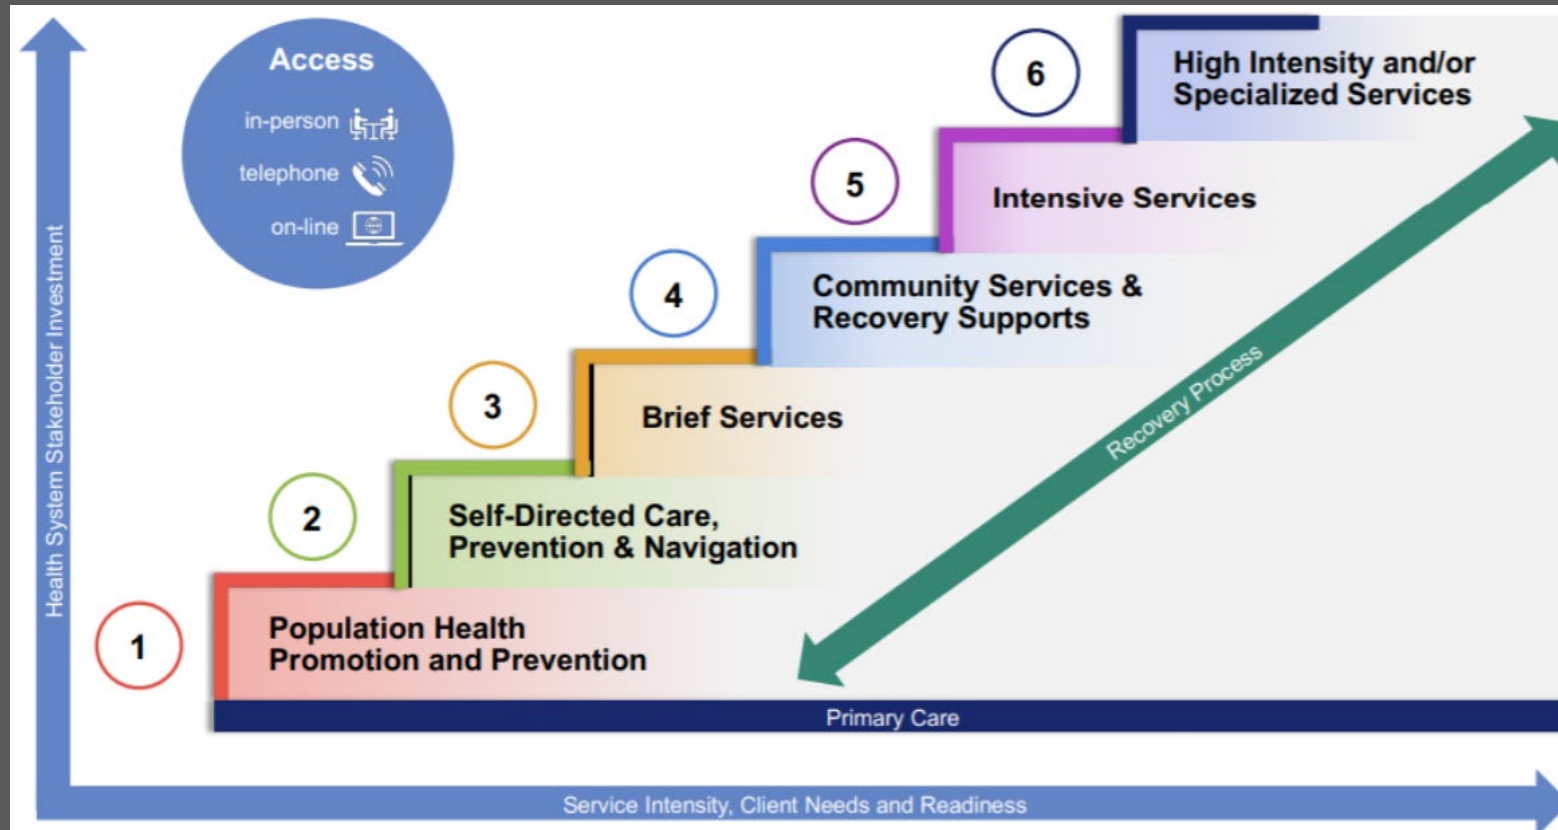 Access
in-person
telephone
on-line
Health System Stakeholder Investment
6
High Intensity and/or
Specialized Services
5
Intensive Services
4
Community Services &
Recovery Supports
3
Brief Services
2
Self-Directed Care,
Prevention & Navigation
1
Population Health
Promotion and Prevention
Recovery Process
Primary Care
Service Intensity, Client Needs and Readiness